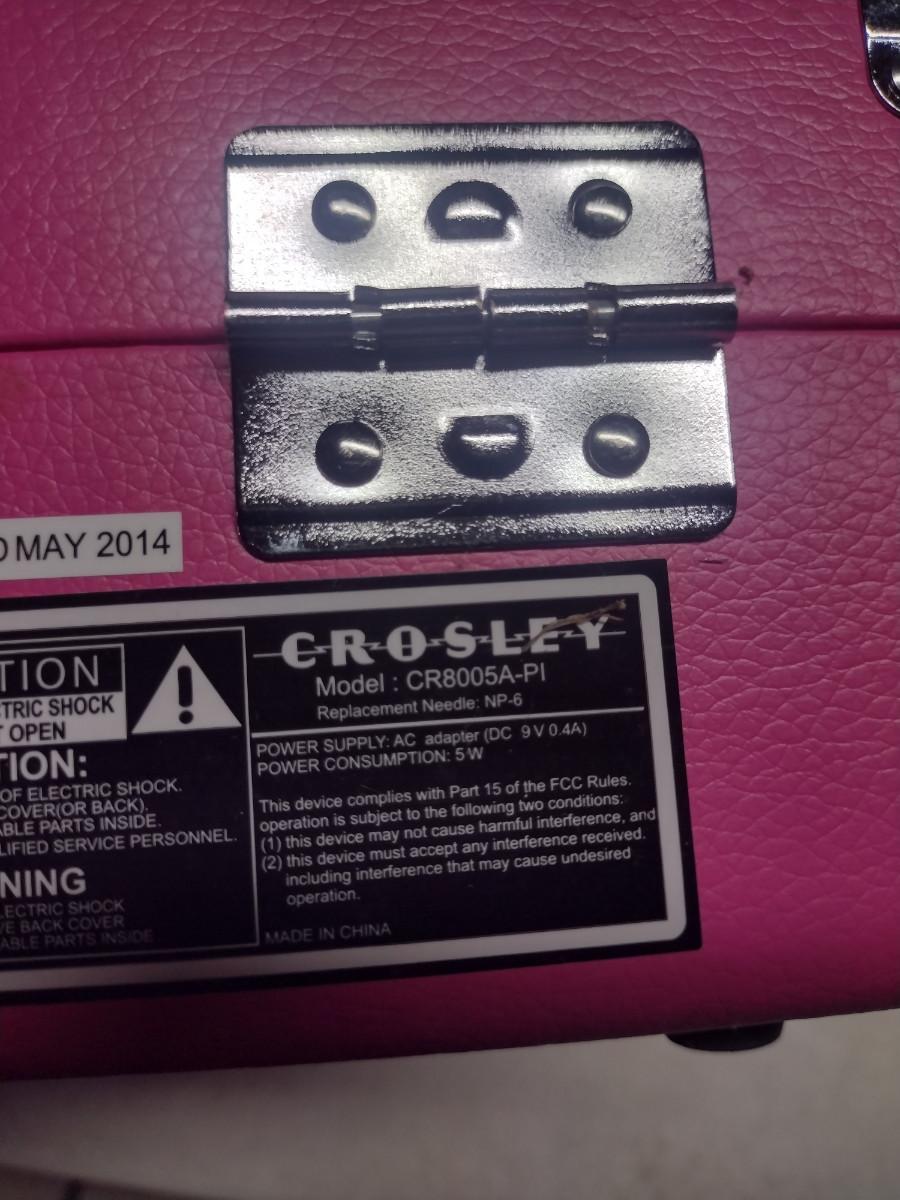 MAY 2014
TION
CTRIC SHOCK
T OPEN
TION:
OF ELECTRIC SHOCK.
COVER(OR BACK).
ABLE PARTS INSIDE.
LIFIED SERVICE PERSONNEL.
NING
LECTRIC SHOCK
VE BACK COVER
ABLE PARTS INSIDE
CROSLEY
Model : CR8005A-PI
Replacement Needle: NP-6
POWER SUPPLY: AC adapter (DC 9V 0.4A)
POWER CONSUMPTION: 5W
This device complies with Part 15 of the FCC Rules.
operation is subject to the following two conditions:
(1) this device may not cause harmful interference, and
(2) this device must accept any interference received.
including interference that may cause undesired
operation.
MADE IN CHINA